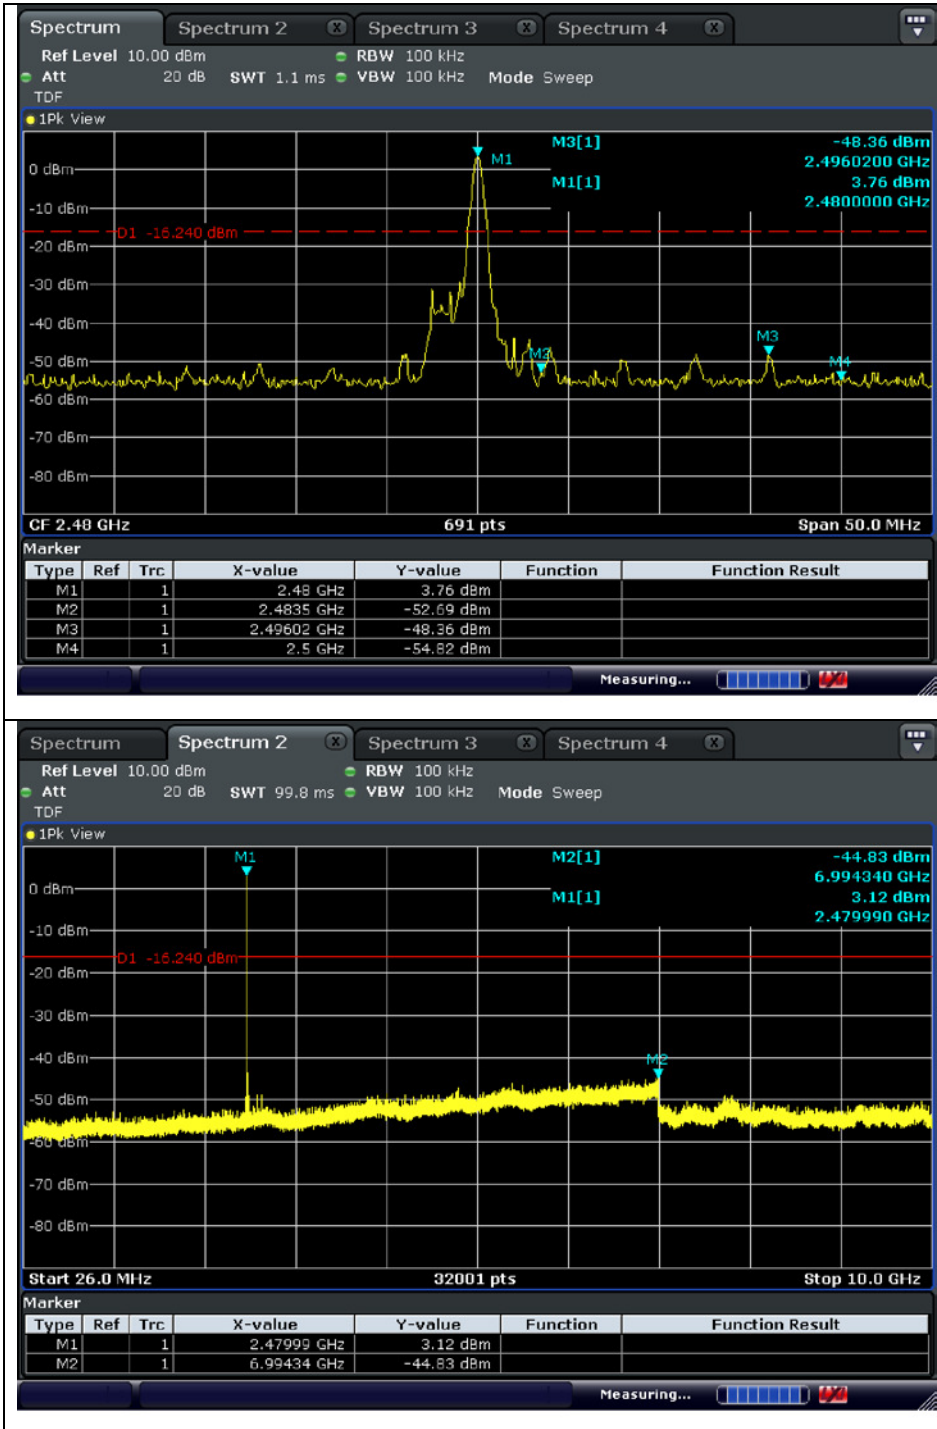 Spectrum Spectrum 2 X Spectrum 3 X Spectrum 4 X
Ref Level 10.00 dBm RBW 100 kHz
Att 20 dB SWT 1.1 ms VBW 100 kHz Mode Sweep
TDF
1Pk View
M3[1] -48.36 dBm
2.4960200 GHz
M1[1] 3.76 dBm
2.4800000 GHz
M1
0 dBm
-10 dBm
D1 -16.240 dBm
-20 dBm
-30 dBm
-40 dBm
M3
M2
M4
-50 dBm
-60 dBm
-70 dBm
-80 dBm
CF 2.48 GHz 691 pts Span 50.0 MHz
Marker
Type Ref Trc X-value Y-value Function Function Result
M1 1 2.48 GHz 3.76 dBm
M2 1 2.4835 GHz -52.69 dBm
M3 1 2.49602 GHz -48.36 dBm
M4 1 2.5 GHz -54.82 dBm
Measuring...
Spectrum Spectrum 2 X Spectrum 3 X Spectrum 4 X
Ref Level 10.00 dBm RBW 100 kHz
Att 20 dB SWT 99.8 ms VBW 100 kHz Mode Sweep
TDF
1Pk View
M1
M2[1] -44.83 dBm
6.994340 GHz
M1[1] 3.12 dBm
2.479990 GHz
0 dBm
-10 dBm
D1 -16.240 dBm
-20 dBm
-30 dBm
-40 dBm
M2
-50 dBm
-60 dBm
-70 dBm
-80 dBm
Start 26.0 MHz 32001 pts Stop 10.0 GHz
Marker
Type Ref Trc X-value Y-value Function Function Result
M1 1 2.47999 GHz 3.12 dBm
M2 1 6.99434 GHz -44.83 dBm
Measuring...